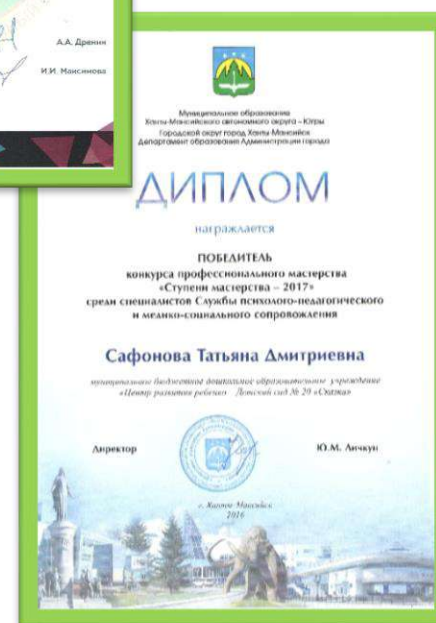 А.А. Дренин
И.И. Максимова
Муниципальное образование
Ханты-Мансийского автономного округа – Югры
Городской округ город Ханты-Мансийск
Департамент образования Администрации города
ДИПЛОМ
награждается
ПОБЕДИТЕЛЬ
конкурса профессионального мастерства
«Ступени мастерства – 2017»
среди специалистов Службы психолого-педагогического
и медико-социального сопровождения
Сафонова Татьяна Дмитриевна
муниципальное бюджетное дошкольное образовательное учреждение
«Центр развития ребенка Детский сад № 20 «Сказка»
Директор Ю.М. Личкун
г. Ханты-Мансийск
2016